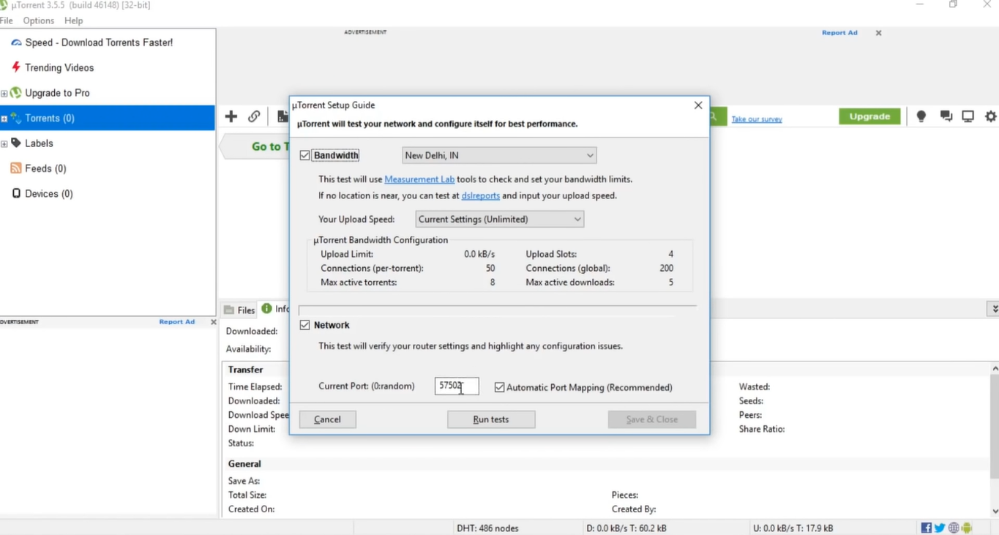 µTorrent 3.5.5 (build 46148) [32-bit]
File Options Help
Speed - Download Torrents Faster!
Trending Videos
Upgrade to Pro
Torrents (0)
Labels
Feeds (0)
Devices (0)
ADVERTISEMENT
Report Ad
Go to T
Take our survey
Upgrade
µTorrent Setup Guide
µTorrent will test your network and configure itself for best performance.
Bandwidth New Delhi, IN
This test will use Measurement Lab tools to check and set your bandwidth limits.
If no location is near, you can test at dslreports and input your upload speed.
Your Upload Speed: Current Settings (Unlimited)
µTorrent Bandwidth Configuration
Upload Limit: 0.0 kB/s Upload Slots: 4
Connections (per-torrent): 50 Connections (global): 200
Max active torrents: 8 Max active downloads: 5
Network
This test will verify your router settings and highlight any configuration issues.
Current Port: (0:random) 57502 Automatic Port Mapping (Recommended)
Cancel Run tests Save & Close
DVERTISEMENT Report Ad
Files Info
Downloaded:
Availability:
Transfer
Time Elapsed: Wasted:
Downloaded: Seeds:
Download Spee Peers:
Down Limit: Share Ratio:
Status:
General
Save As:
Total Size: Pieces:
Created On: Created By:
DHT: 486 nodes D: 0.0 kB/s T: 60.2 kB U: 0.0 kB/s T: 17.9 kB